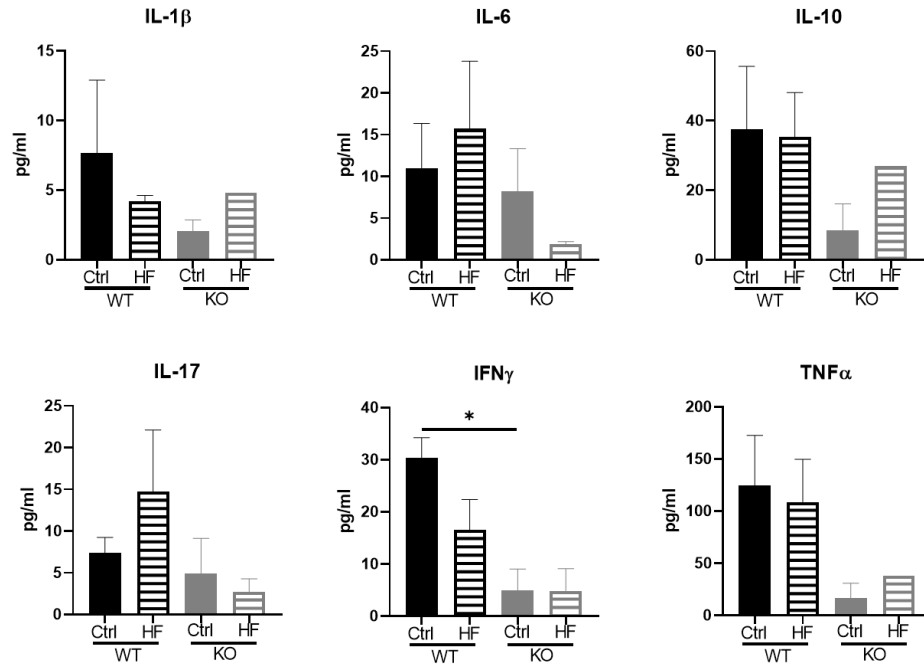 IL-1β
15
10
5
0
pg/ml
Ctrl HF Ctrl HF
WT KO
IL-6
25
20
15
10
5
0
pg/ml
Ctrl HF Ctrl HF
WT KO
IL-10
60
40
20
0
pg/ml
Ctrl HF Ctrl HF
WT KO
IL-17
25
20
15
10
5
0
pg/ml
Ctrl HF Ctrl HF
WT KO
IFNγ
40
30
20
10
0
pg/ml
*
Ctrl HF Ctrl HF
WT KO
TNFα
200
150
100
50
0
pg/ml
Ctrl HF Ctrl HF
WT KO